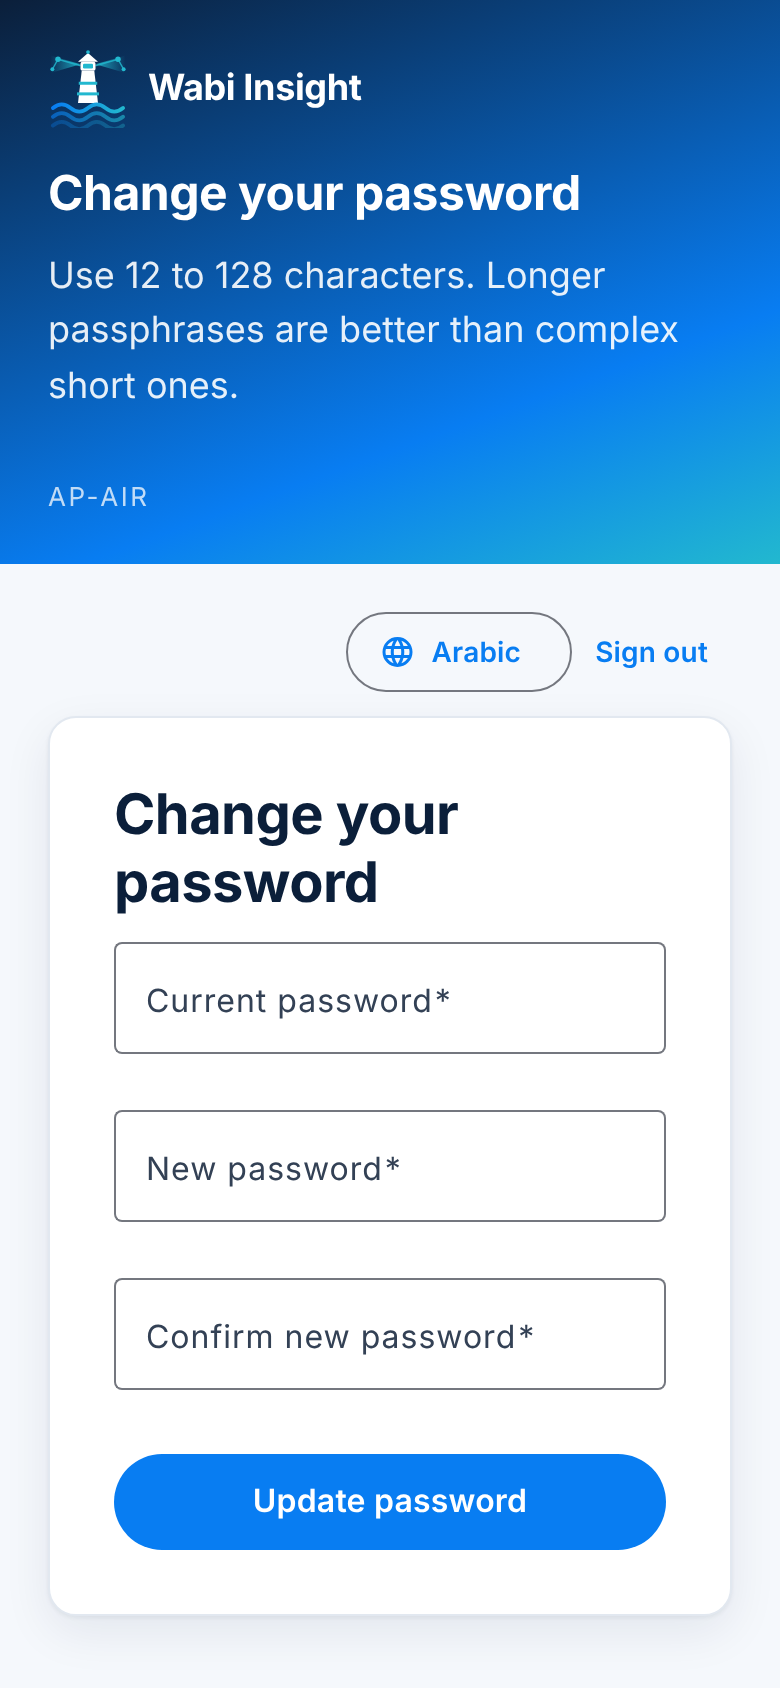 Wabi Insight
Change your password
Use 12 to 128 characters. Longer
passphrases are better than complex
short ones.
AP-AIR
Arabic
Sign out
Change your
password
Current password*
New password*
Confirm new password*
Update password